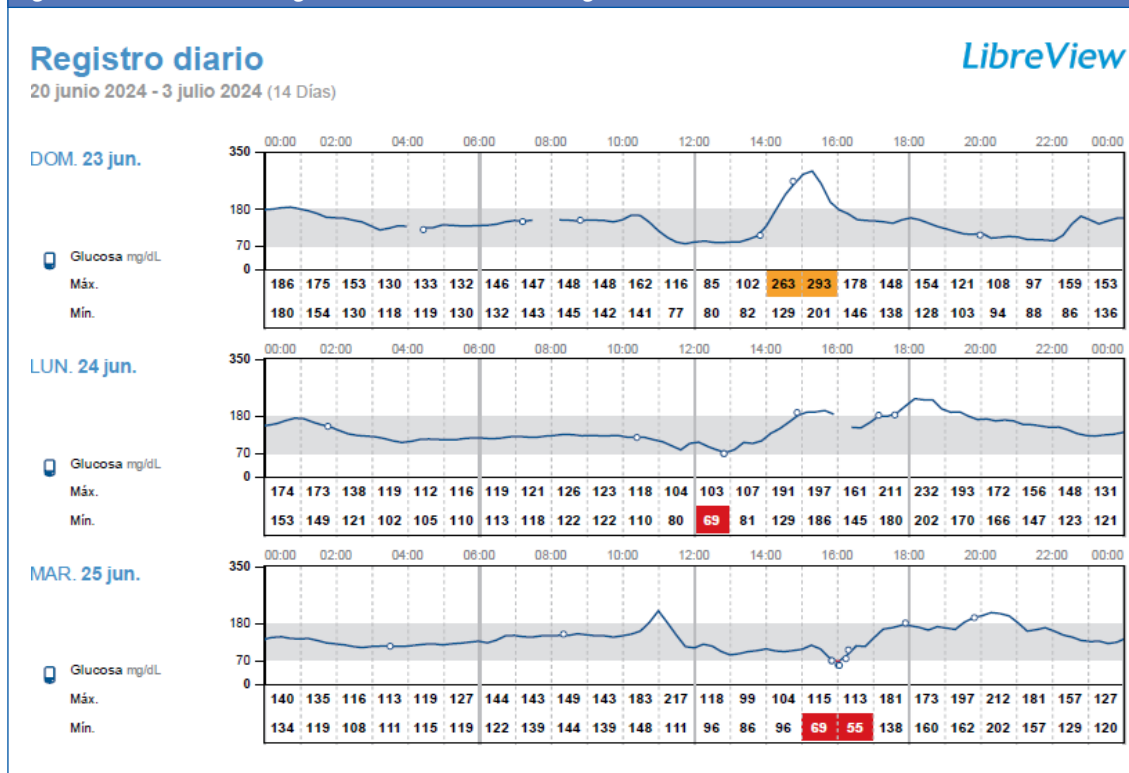 Registro diario
LibreView
20 junio 2024 - 3 julio 2024 (14 Días)
00:00 02:00 04:00 06:00 08:00 10:00 12:00 14:00 16:00 18:00 20:00 22:00 00:00
DOM. 23 jun.
350
180
70
0
Glucosa mg/dL
Máx. 186 175 153 130 133 132 146 147 148 148 162 116 85 102 263 293 178 148 154 121 108 97 159 153
Mín. 180 154 130 118 119 130 132 143 145 142 141 77 80 82 129 201 146 138 128 103 94 88 86 136
00:00 02:00 04:00 06:00 08:00 10:00 12:00 14:00 16:00 18:00 20:00 22:00 00:00
LUN. 24 jun.
350
180
70
0
Glucosa mg/dL
Máx. 174 173 138 119 112 116 119 121 126 123 118 104 103 107 191 197 161 211 232 193 172 156 148 131
Mín. 153 149 121 102 105 110 113 118 122 122 110 80 69 81 129 186 145 180 202 170 166 147 123 121
00:00 02:00 04:00 06:00 08:00 10:00 12:00 14:00 16:00 18:00 20:00 22:00 00:00
MAR. 25 jun.
350
180
70
0
Glucosa mg/dL
Máx. 140 135 116 113 119 127 144 143 149 143 183 217 118 99 104 115 113 181 173 197 212 181 157 127
Mín. 134 119 108 111 115 119 122 139 144 139 148 111 96 86 96 69 55 138 160 162 202 157 129 120